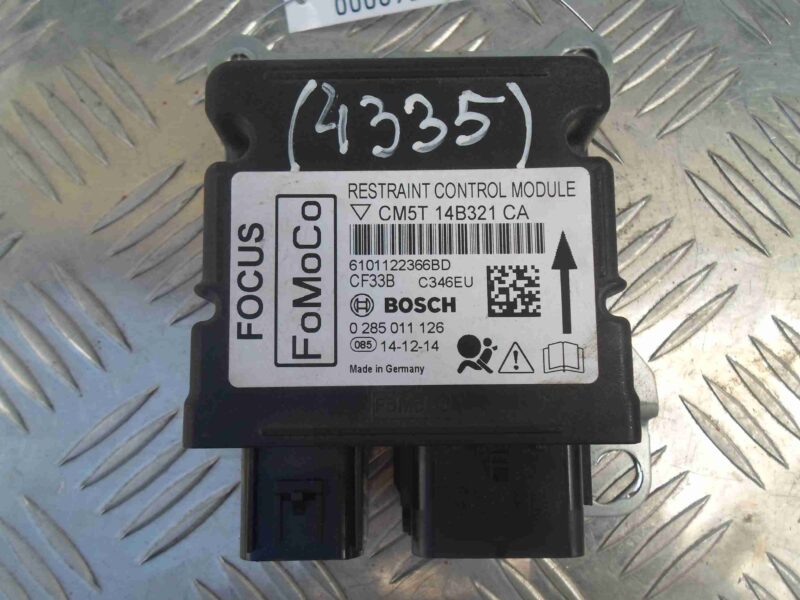 (4335)
RESTRAINT CONTROL MODULE
CM5T 14B321 CA
6101122366BD
CF33B C346EU
BOSCH
0 285 011 126
085 14-12-14
Made in Germany
FOCUS
FoMoCo
FoMoCo